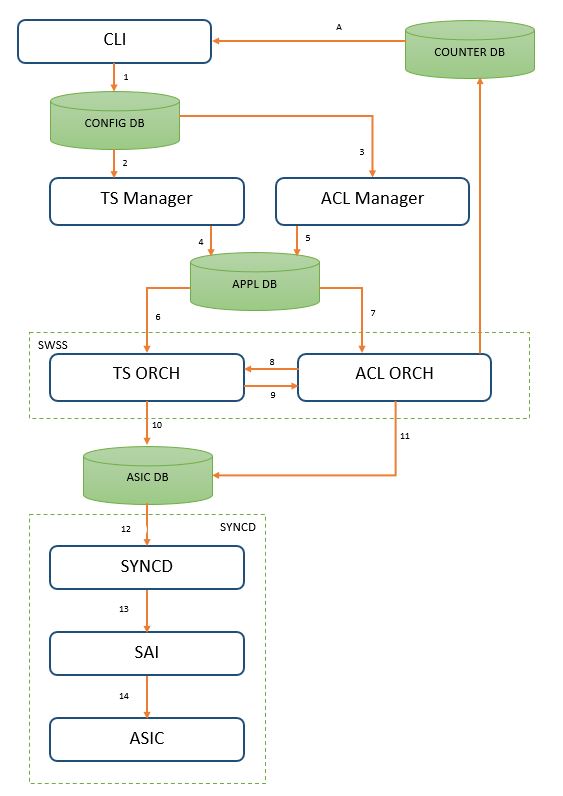 CLI
A
COUNTER DB
1
CONFIG DB
2
3
TS Manager
ACL Manager
4
5
APPL DB
6
7
SWSS
TS ORCH
8
9
ACL ORCH
10
11
ASIC DB
12
SYNCD
SYNCD
13
SAI
14
ASIC